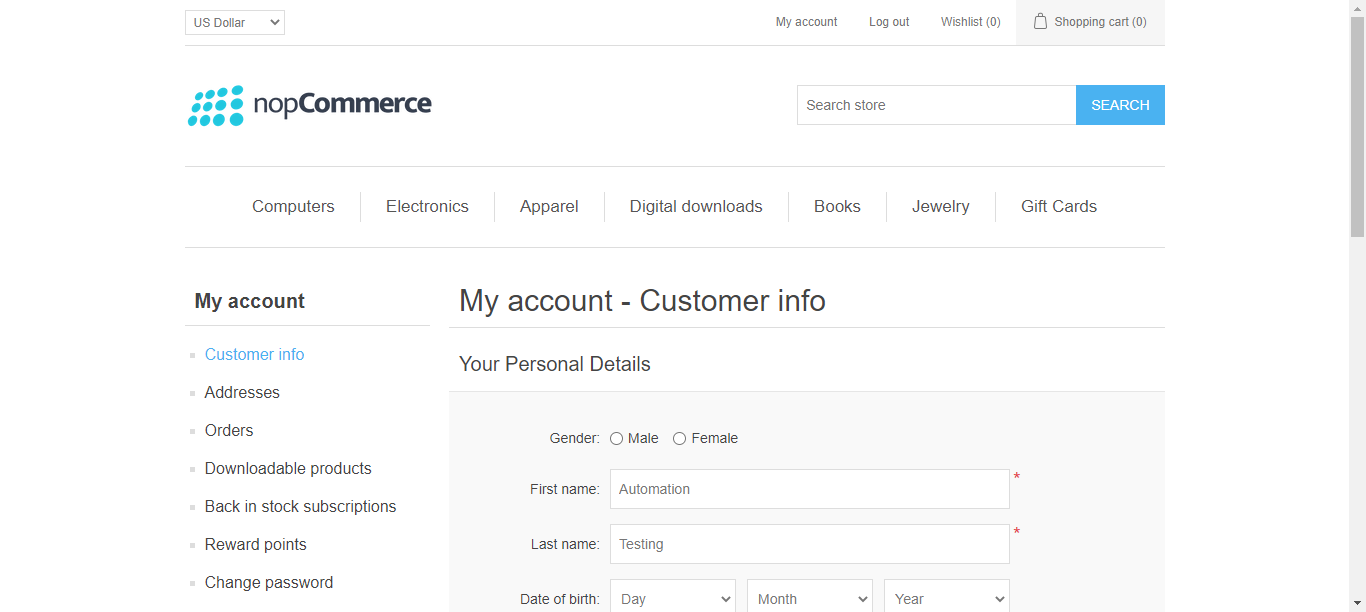 US Dollar
My account Log out Wishlist (0) Shopping cart (0)
nopCommerce
Search store SEARCH
Computers Electronics Apparel Digital downloads Books Jewelry Gift Cards
My account
Customer info
Addresses
Orders
Downloadable products
Back in stock subscriptions
Reward points
Change password
My account - Customer info
Your Personal Details
Gender: Male Female
First name: Automation *
Last name: Testing *
Date of birth: Day Month Year